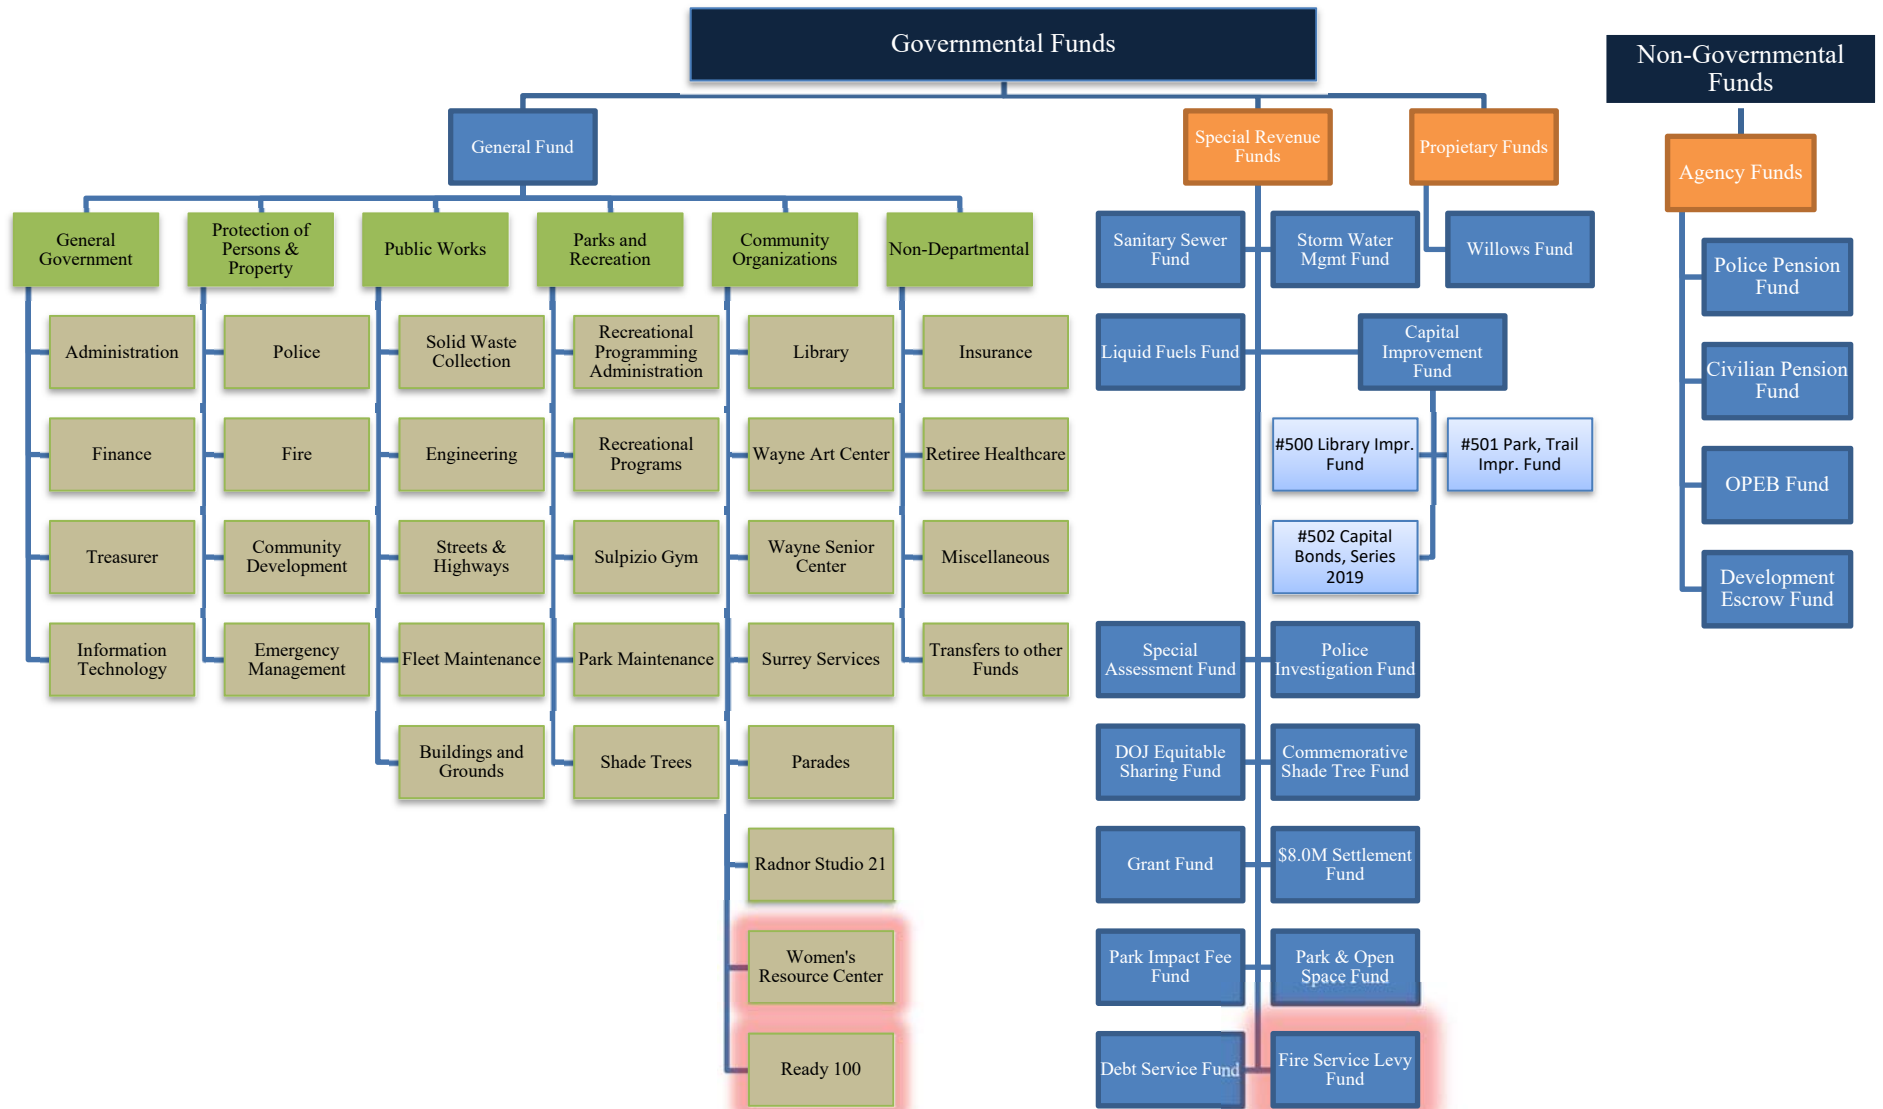 Governmental Funds
Non-Governmental
Funds
General Fund
Special Revenue
Funds
Propietary Funds
Agency Funds
General
Government
Protection of
Persons &
Property
Public Works
Parks and
Recreation
Community
Organizations
Non-Departmental
Administration
Finance
Treasurer
Information
Technology
Police
Fire
Community
Development
Emergency
Management
Solid Waste
Collection
Engineering
Streets &
Highways
Fleet Maintenance
Buildings and
Grounds
Recreational
Programming
Administration
Recreational
Programs
Sulpizio Gym
Park Maintenance
Shade Trees
Library
Wayne Art Center
Wayne Senior
Center
Surrey Services
Parades
Radnor Studio 21
Women's
Resource Center
Ready 100
Insurance
Retiree Healthcare
Miscellaneous
Transfers to other
Funds
Sanitary Sewer
Fund
Storm Water
Mgmt Fund
Liquid Fuels Fund
Capital
Improvement
Fund
#500 Library Impr.
Fund
#501 Park, Trail
Impr. Fund
#502 Capital
Bonds, Series
2019
Special
Assessment Fund
Police
Investigation Fund
DOJ Equitable
Sharing Fund
Commemorative
Shade Tree Fund
Grant Fund
$8.0M Settlement
Fund
Park Impact Fee
Fund
Park & Open
Space Fund
Debt Service Fund
Fire Service Levy
Fund
Willows Fund
Police Pension
Fund
Civilian Pension
Fund
OPEB Fund
Development
Escrow Fund